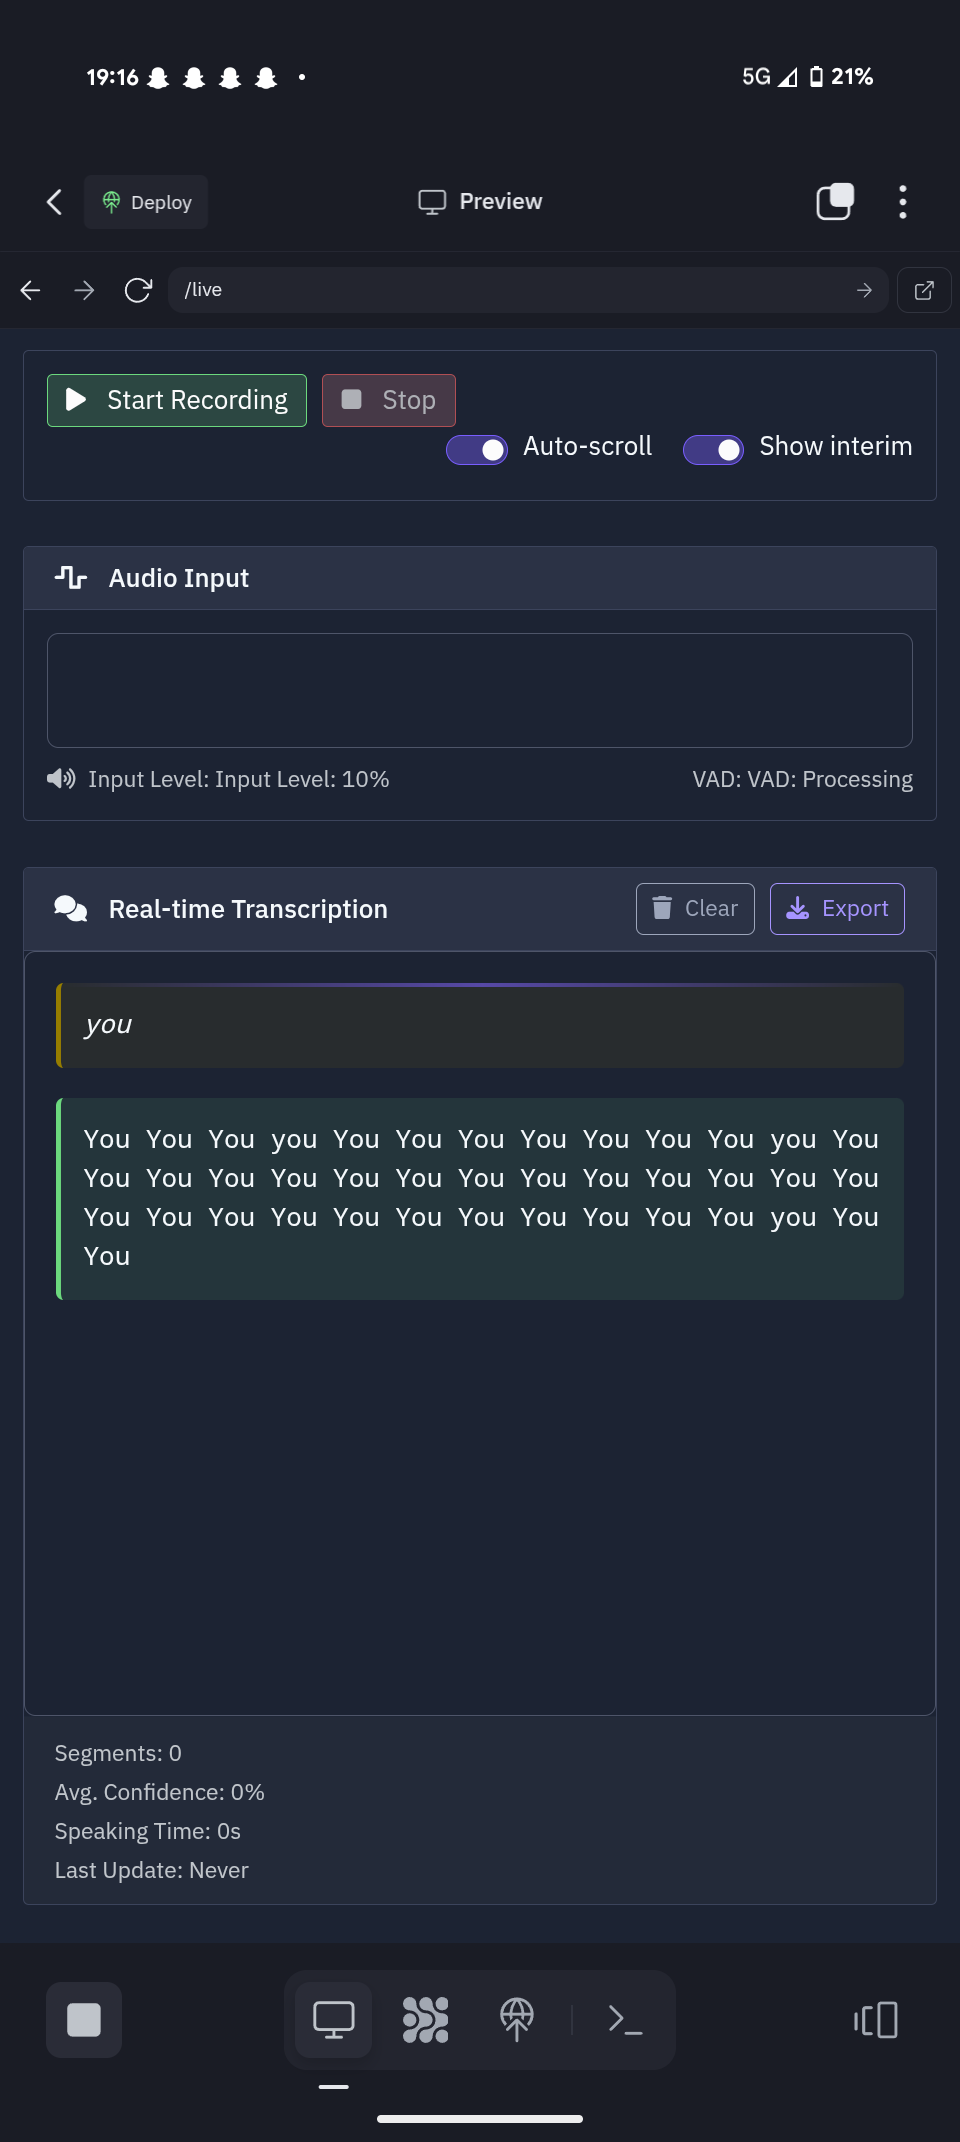 19:16
5G 21%
Deploy
Preview
/live
Start Recording
Stop
Auto-scroll
Show interim
Audio Input
Input Level: Input Level: 10%
VAD: VAD: Processing
Real-time Transcription
Clear
Export
you
You You You you You You You You You You You you You
You You You You You You You You You You You You You
You You You You You You You You You You You you You
You
Segments: 0
Avg. Confidence: 0%
Speaking Time: 0s
Last Update: Never